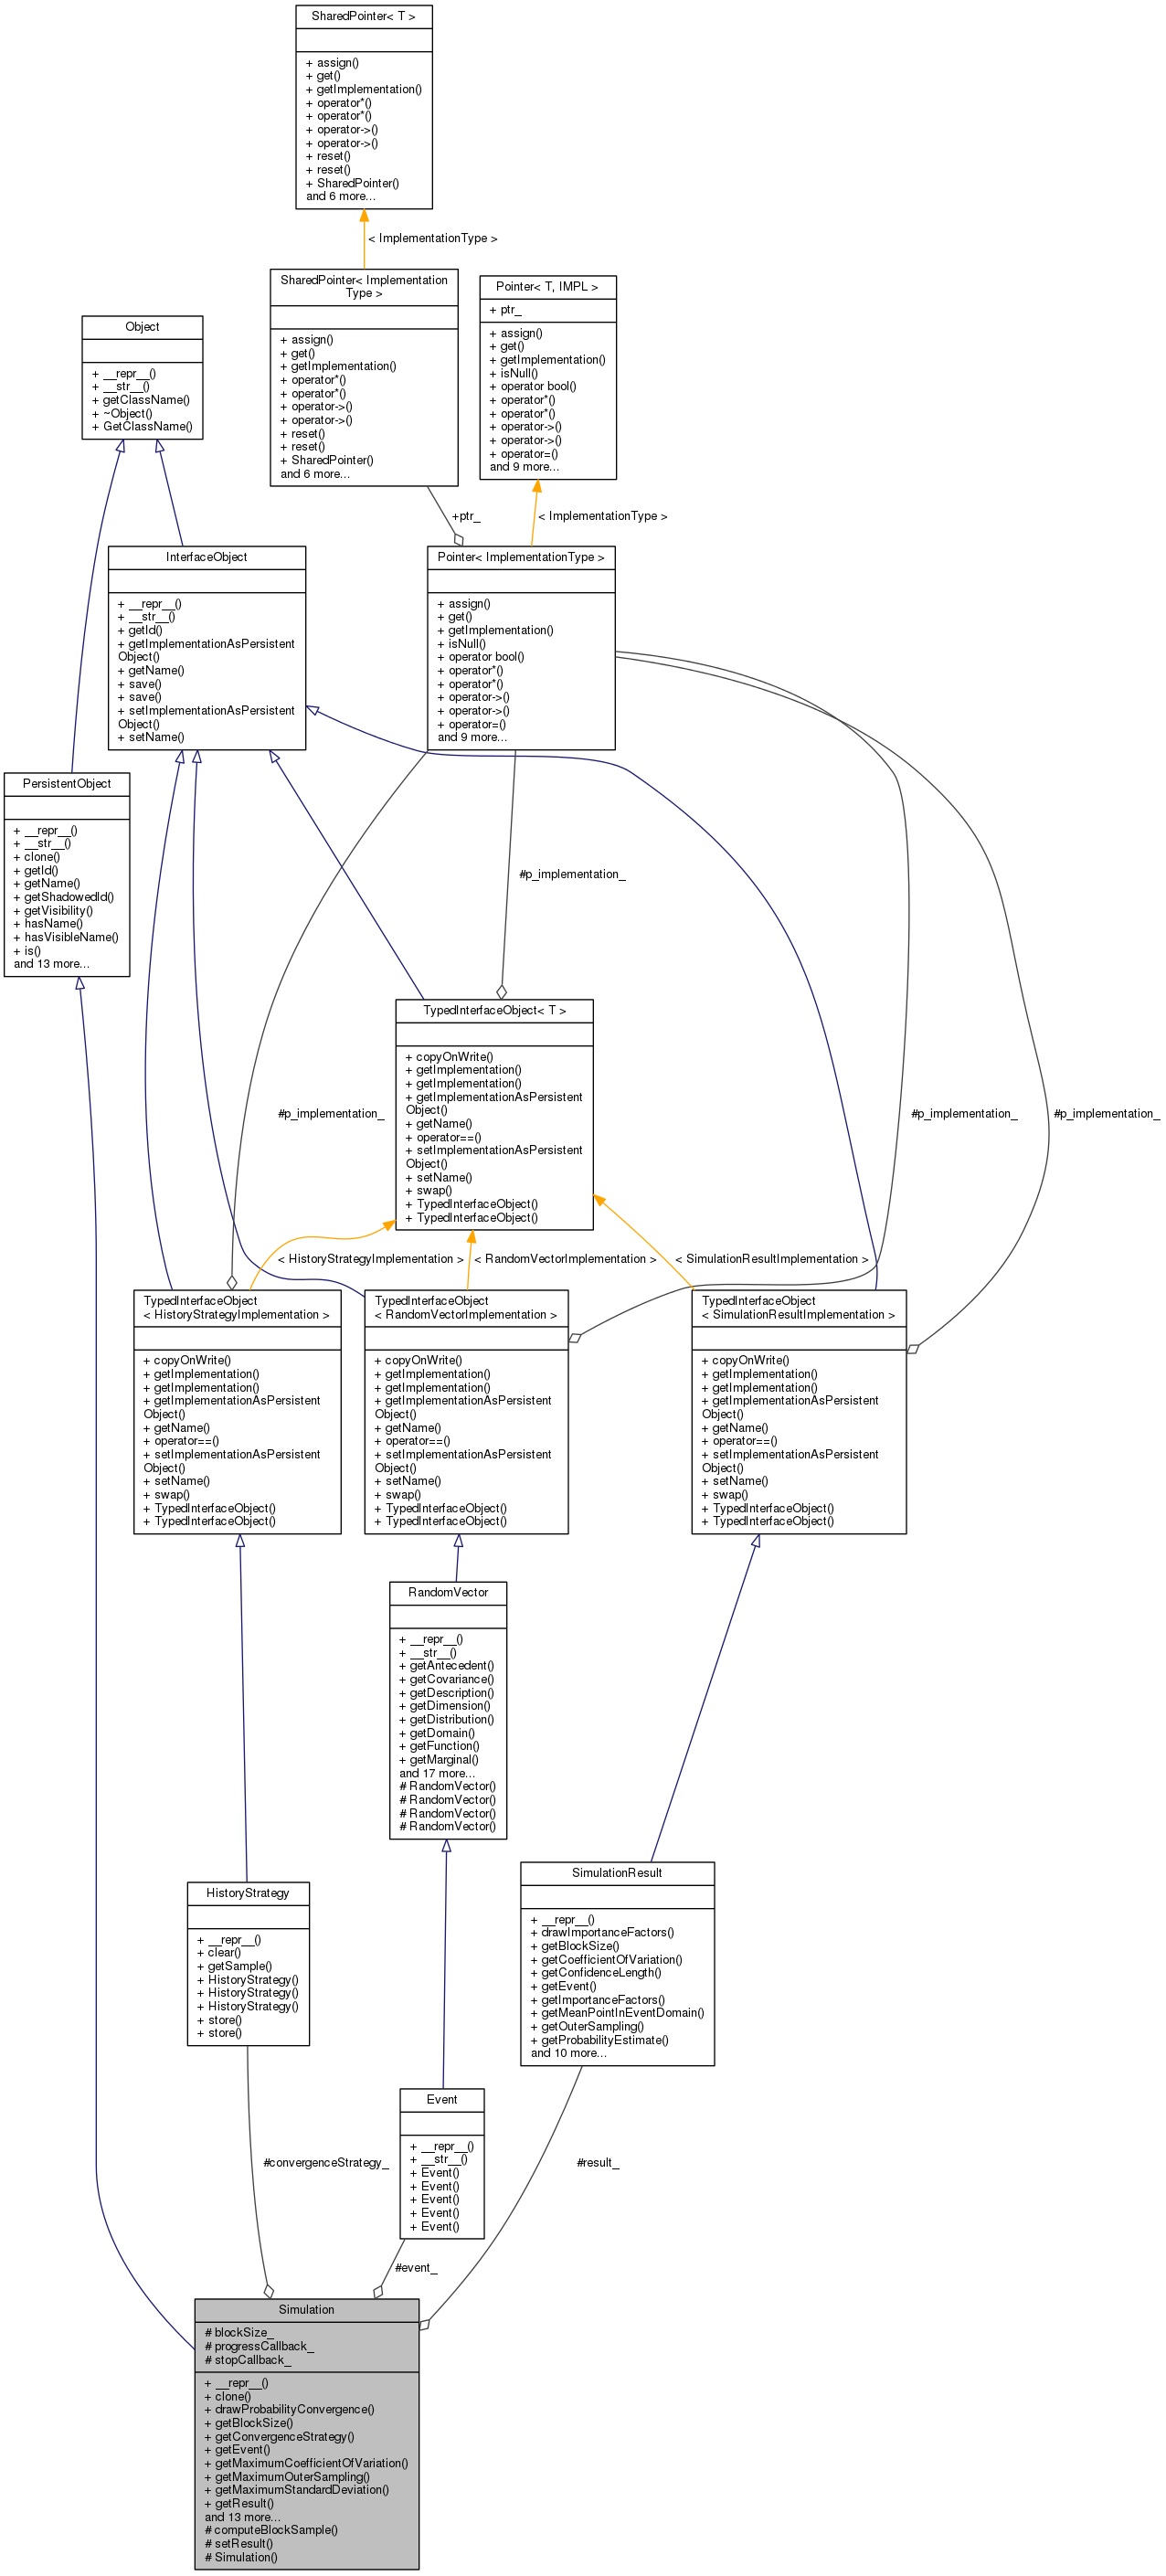 SharedPointer< T >
+ assign()
+ get()
+ getImplementation()
+ operator*()
+ operator*()
+ operator->()
+ operator->()
+ reset()
+ reset()
+ SharedPointer()
and 6 more...
< ImplementationType >
SharedPointer< Implementation
Type >
+ assign()
+ get()
+ getImplementation()
+ operator*()
+ operator*()
+ operator->()
+ operator->()
+ reset()
+ reset()
+ SharedPointer()
and 6 more...
Pointer< T, IMPL >
+ ptr_
+ assign()
+ get()
+ getImplementation()
+ isNull()
+ operator bool()
+ operator*()
+ operator*()
+ operator->()
+ operator->()
+ operator=()
and 9 more...
Object
+ __repr__()
+ __str__()
+ getClassName()
+ ~Object()
+ GetClassName()
+ptr_
< ImplementationType >
InterfaceObject
+ __repr__()
+ __str__()
+ getId()
+ getImplementationAsPersistent
Object()
+ getName()
+ save()
+ save()
+ setImplementationAsPersistent
Object()
+ setName()
Pointer< ImplementationType >
+ assign()
+ get()
+ getImplementation()
+ isNull()
+ operator bool()
+ operator*()
+ operator*()
+ operator->()
+ operator->()
+ operator=()
and 9 more...
PersistentObject
+ __repr__()
+ __str__()
+ clone()
+ getId()
+ getName()
+ getShadowedId()
+ getVisibility()
+ hasName()
+ hasVisibleName()
+ is()
and 13 more...
#p_implementation_
TypedInterfaceObject< T >
+ copyOnWrite()
+ getImplementation()
+ getImplementation()
+ getImplementationAsPersistent
Object()
+ getName()
+ operator==()
+ setImplementationAsPersistent
Object()
+ setName()
+ swap()
+ TypedInterfaceObject()
+ TypedInterfaceObject()
#p_implementation_
#p_implementation_
#p_implementation_
< HistoryStrategyImplementation >
< RandomVectorImplementation >
< SimulationResultImplementation >
TypedInterfaceObject
< HistoryStrategyImplementation >
+ copyOnWrite()
+ getImplementation()
+ getImplementation()
+ getImplementationAsPersistent
Object()
+ getName()
+ operator==()
+ setImplementationAsPersistent
Object()
+ setName()
+ swap()
+ TypedInterfaceObject()
+ TypedInterfaceObject()
TypedInterfaceObject
< RandomVectorImplementation >
+ copyOnWrite()
+ getImplementation()
+ getImplementation()
+ getImplementationAsPersistent
Object()
+ getName()
+ operator==()
+ setImplementationAsPersistent
Object()
+ setName()
+ swap()
+ TypedInterfaceObject()
+ TypedInterfaceObject()
TypedInterfaceObject
< SimulationResultImplementation >
+ copyOnWrite()
+ getImplementation()
+ getImplementation()
+ getImplementationAsPersistent
Object()
+ getName()
+ operator==()
+ setImplementationAsPersistent
Object()
+ setName()
+ swap()
+ TypedInterfaceObject()
+ TypedInterfaceObject()
RandomVector
+ __repr__()
+ __str__()
+ getAntecedent()
+ getCovariance()
+ getDescription()
+ getDimension()
+ getDistribution()
+ getDomain()
+ getFunction()
+ getMarginal()
and 17 more...
# RandomVector()
# RandomVector()
# RandomVector()
# RandomVector()
HistoryStrategy
+ __repr__()
+ clear()
+ getSample()
+ HistoryStrategy()
+ HistoryStrategy()
+ HistoryStrategy()
+ store()
+ store()
SimulationResult
+ __repr__()
+ drawImportanceFactors()
+ getBlockSize()
+ getCoefficientOfVariation()
+ getConfidenceLength()
+ getEvent()
+ getImportanceFactors()
+ getMeanPointInEventDomain()
+ getOuterSampling()
+ getProbabilityEstimate()
and 10 more...
Event
+ __repr__()
+ __str__()
+ Event()
+ Event()
+ Event()
+ Event()
+ Event()
#convergenceStrategy_
#result_
#event_
Simulation
# blockSize_
# progressCallback_
# stopCallback_
+ __repr__()
+ clone()
+ drawProbabilityConvergence()
+ getBlockSize()
+ getConvergenceStrategy()
+ getEvent()
+ getMaximumCoefficientOfVariation()
+ getMaximumOuterSampling()
+ getMaximumStandardDeviation()
+ getResult()
and 13 more...
# computeBlockSample()
# setResult()
# Simulation()